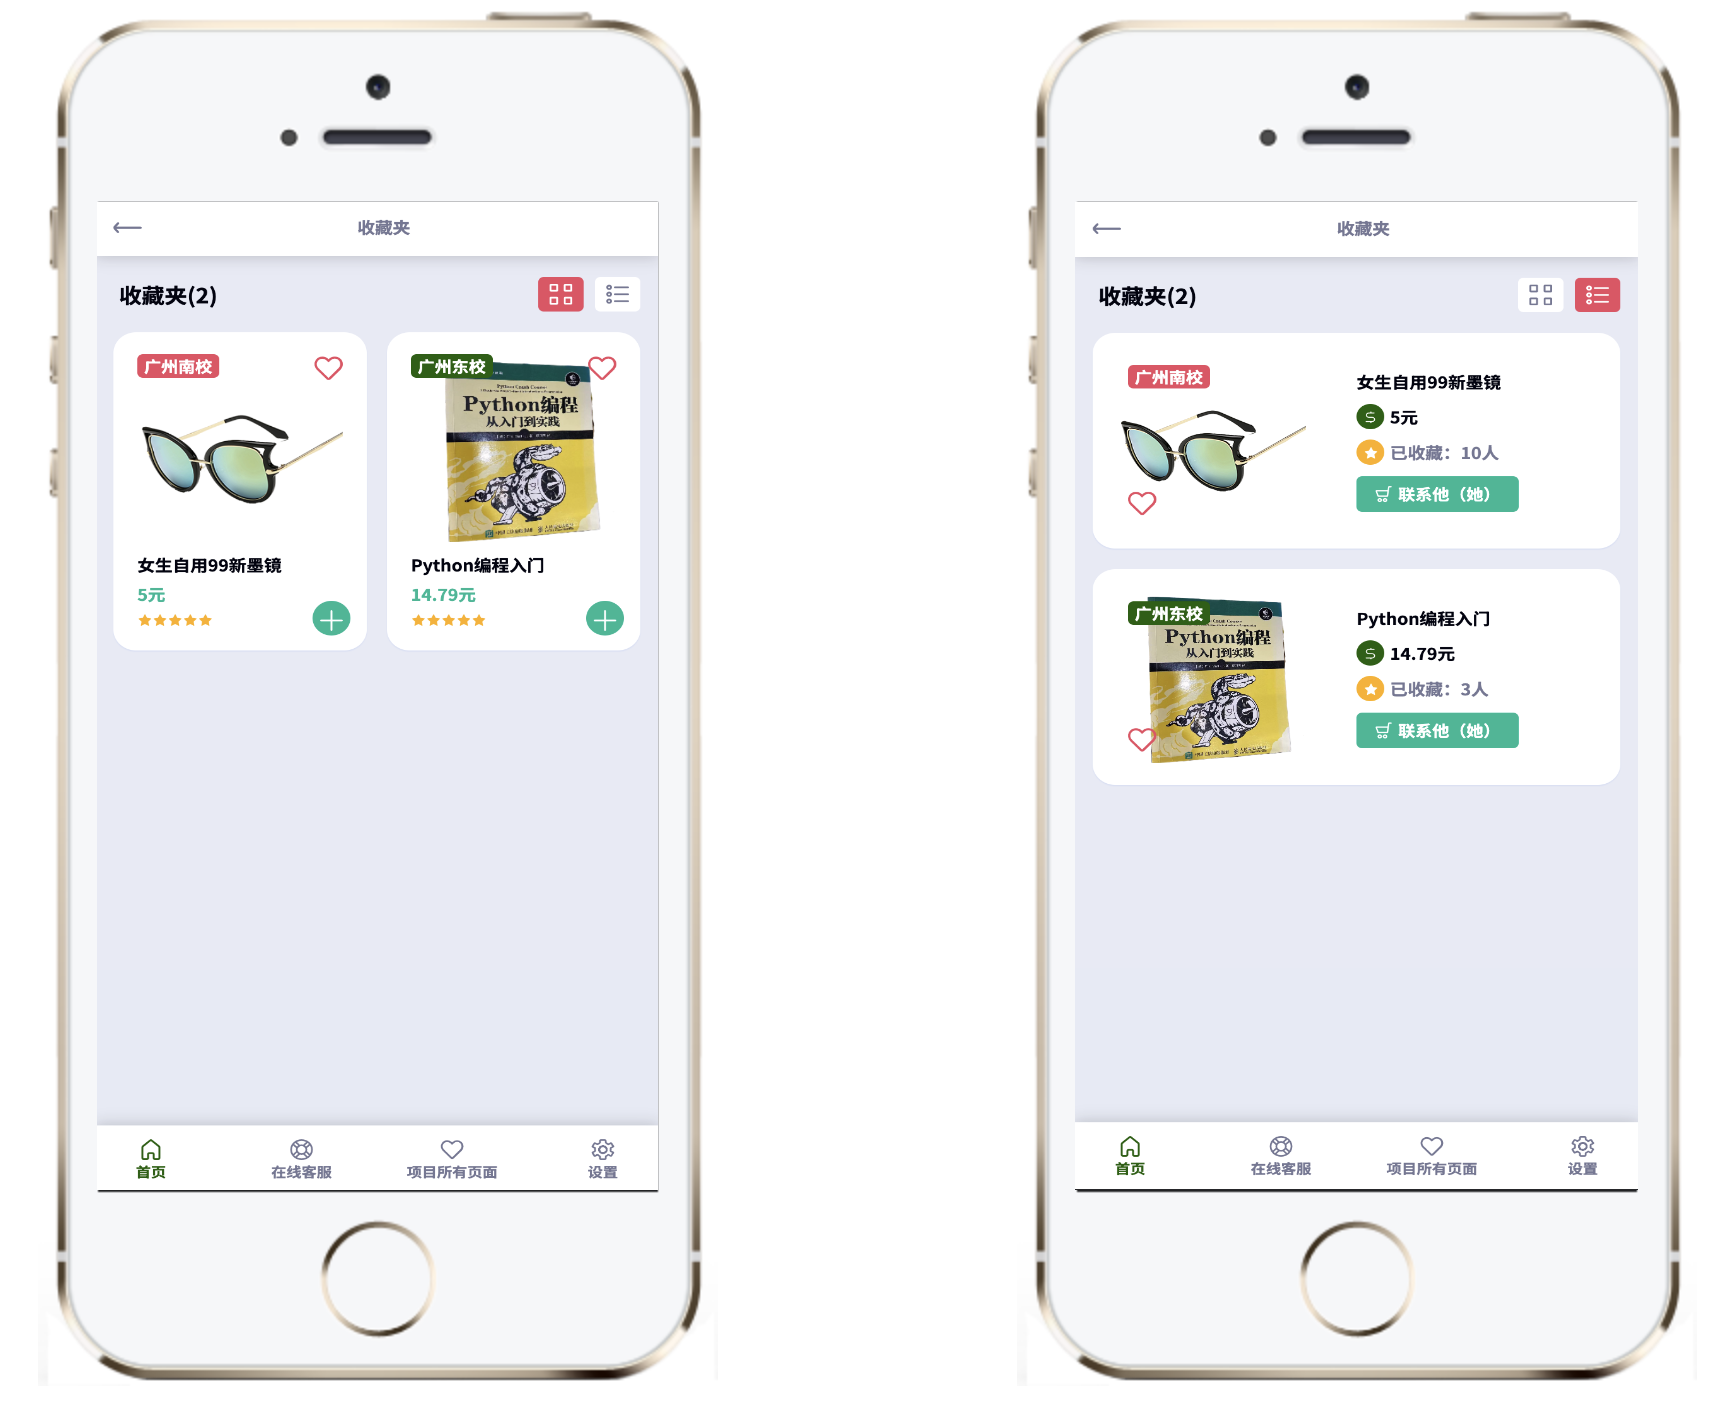 收藏夹
收藏夹(2)
广州南校
女生自用99新墨镜
5元
广州东校
Python Crash Course
Python编程
从入门到实践
Python编程入门
14.79元
首页
在线客服
项目所有页面
设置
收藏夹
收藏夹(2)
广州南校
女生自用99新墨镜
5元
已收藏：10人
联系他（她）
广州东校
Python编程
从入门到实践
Python编程入门
14.79元
已收藏：3人
联系他（她）
首页
在线客服
项目所有页面
设置